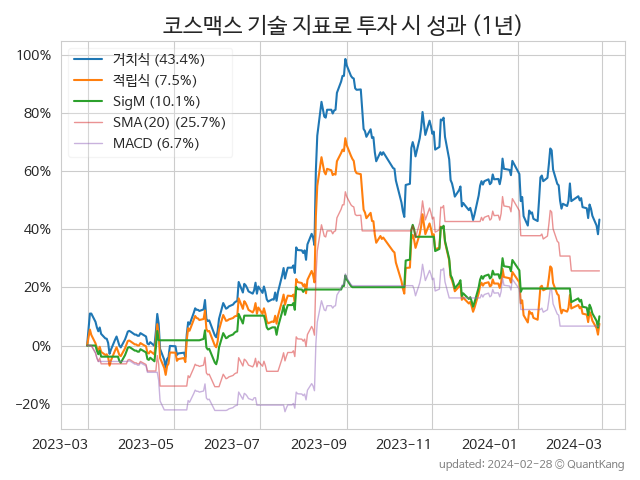 코스맥스 기술 지표로 투자 시 성과 (1년)
거치식 (43.4%)
적립식 (7.5%)
SigM (10.1%)
SMA(20) (25.7%)
MACD (6.7%)
100%
80%
60%
40%
20%
0%
−20%
2023−03 2023−05 2023−07 2023−09 2023−11 2024−01 2024−03
updated: 2024-02-28 ⓒ QuantKang